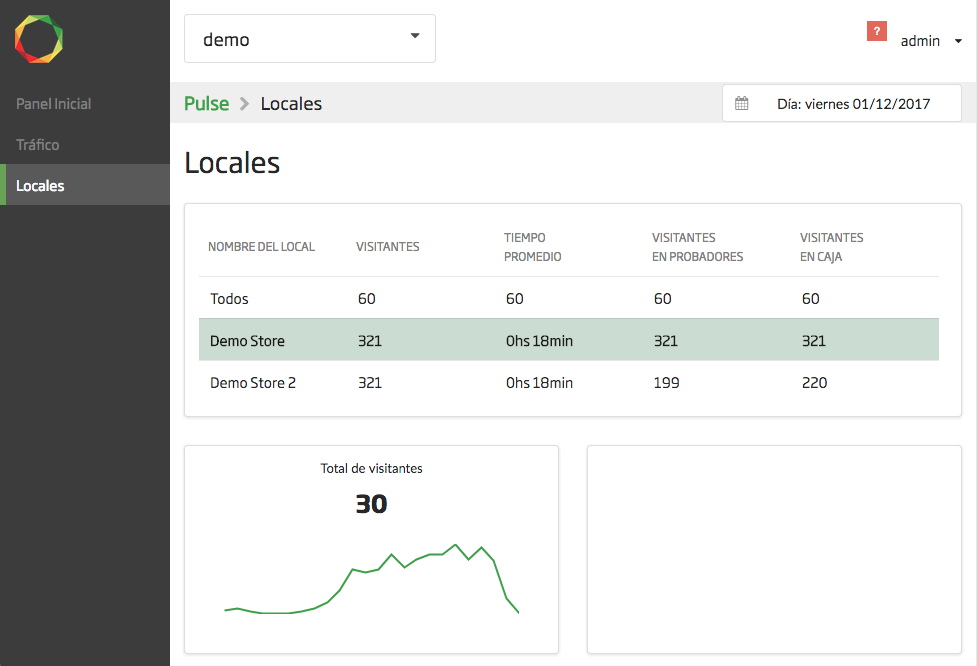 demo
?
admin
Panel Inicial
Tráfico
Locales
Pulse > Locales
Día: viernes 01/12/2017
Locales
NOMBRE DEL LOCAL VISITANTES TIEMPO PROMEDIO VISITANTES EN PROBADORES VISITANTES EN CAJA
Todos 60 60 60 60
Demo Store 321 0hs 18min 321 321
Demo Store 2 321 0hs 18min 199 220
Total de visitantes
30